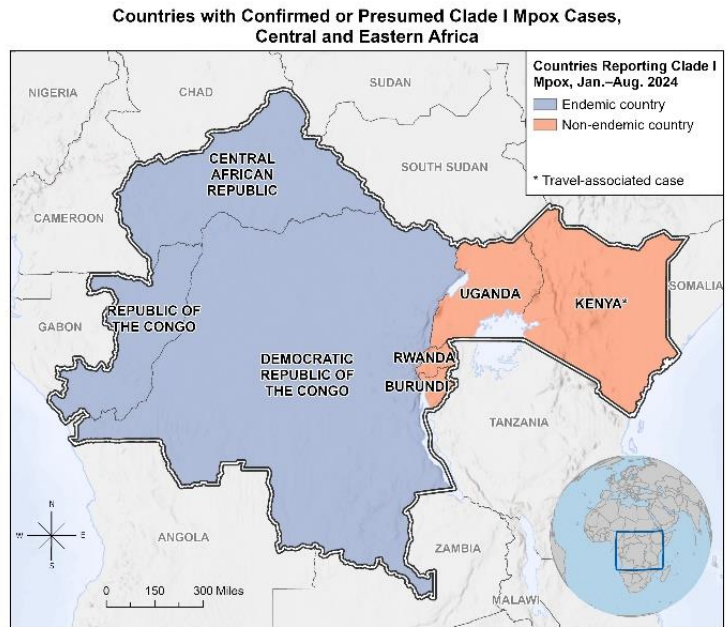 Countries with Confirmed or Presumed Clade I Mpox Cases,
Central and Eastern Africa
Countries Reporting Clade I
Mpox, Jan.–Aug. 2024
Endemic country
Non-endemic country
* Travel-associated case
NIGERIA
CHAD
SUDAN
CENTRAL
AFRICAN
REPUBLIC
SOUTH SUDAN
CAMEROON
UGANDA
KENYA*
SOMALIA
REPUBLIC OF
THE CONGO
GABON
DEMOCRATIC
REPUBLIC OF
THE CONGO
RWANDA
BURUNDI
TANZANIA
N
W
E
S
ANGOLA
ZAMBIA
MALAWI
0
150
300 Miles